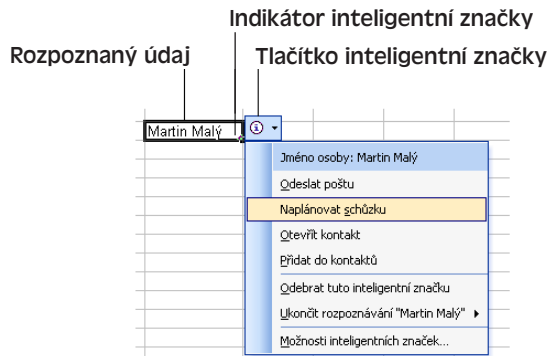 Indikátor inteligentní značky
Rozpoznaný údaj
Tlačítko inteligentní značky
Martin Malý
Jméno osoby: Martin Malý
Odeslat poštu
Naplánovat schůzku
Otevřít kontakt
Přidat do kontaktů
Odebrat tuto inteligentní značku
Ukončit rozpoznávání "Martin Malý"
Možnosti inteligentních značek...